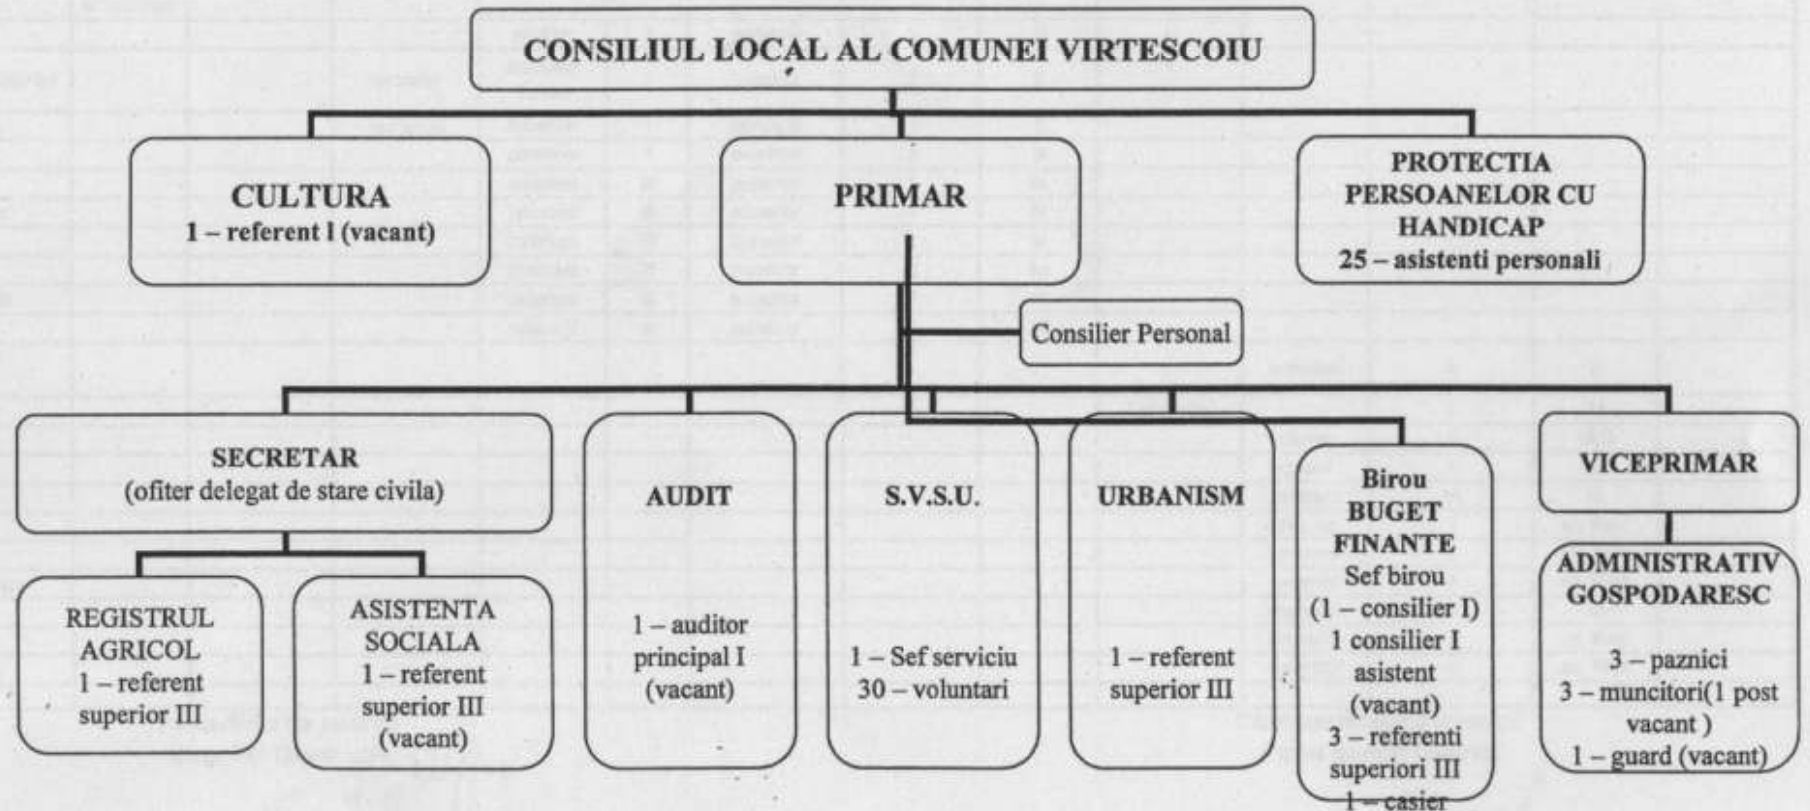 CONSILIUL LOCAL AL COMUNEI VIRTESCOIU
CULTURA
1 – referent I (vacant)
PRIMAR
PROTECTIA
PERSOANELOR CU
HANDICAP
25 – asistenti personali
Consilier Personal
SECRETAR
(ofiter delegat de stare civila)
REGISTRUL
AGRICOL
1 – referent
superior III
ASISTENTA
SOCIALA
1 – referent
superior III
(vacant)
AUDIT
1 – auditor
principal I
(vacant)
S.V.S.U.
1 – Sef serviciu
30 – voluntari
URBANISM
1 – referent
superior III
Birou
BUGET
FINANTE
Sef birou
(1 – consilier I)
1 consilier I
asistent
(vacant)
3 – referenti
superiori III
1 – casier
VICEPRIMAR
ADMINISTRATIV
GOSPODARESC
3 – paznici
3 – muncitori(1 post
vacant )
1 – guard (vacant)